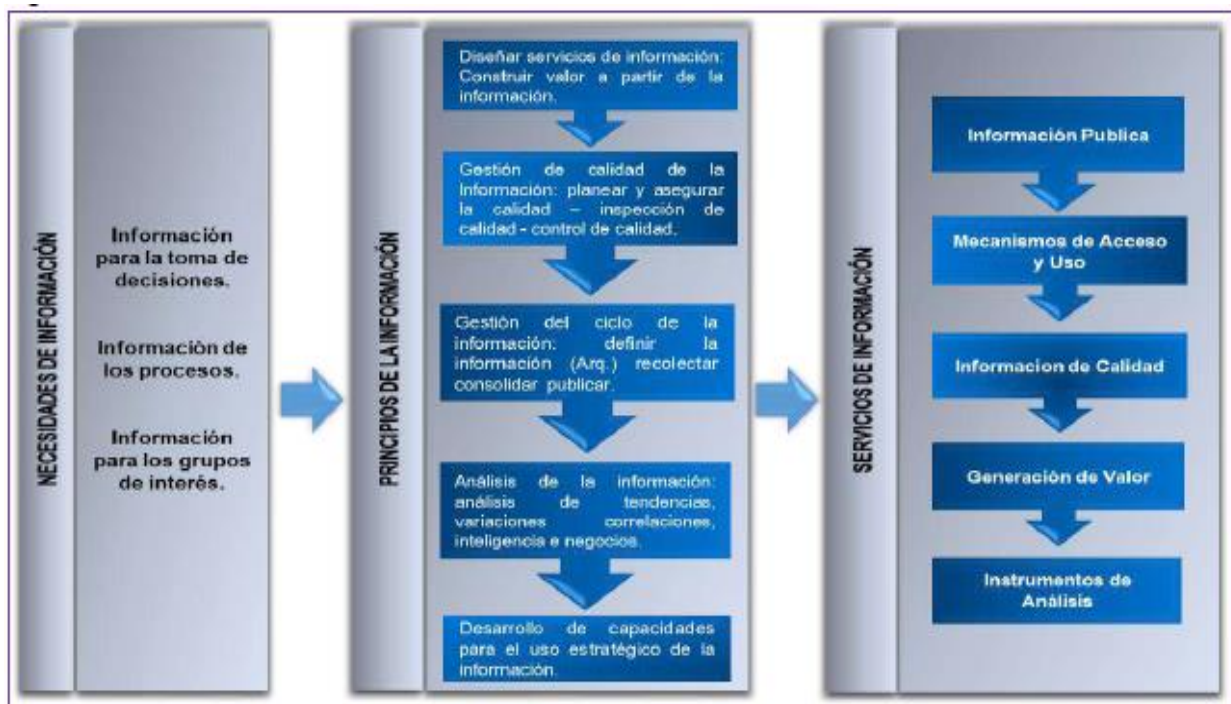 NECESIDADES DE INFORMACIÓN
Información
para la toma de
decisiones.
Información de
los procesos.
Información
para los grupos
de interés.
PRINCIPIOS DE LA INFORMACIÓN
Diseñar servicios de información:
Construir valor a partir de la
información.
Gestión de calidad de la
Información: planear y asegurar
la calidad – inspección de
calidad - control de calidad.
Gestión del ciclo de la
información: definir la
información (Arq.) recolectar
consolidar publicar.
Análisis de la información:
análisis de tendencias,
variaciones correlaciones,
inteligencia e negocios.
Desarrollo de capacidades
para el uso estratégico de la
información.
SERVICIOS DE INFORMACIÓN
Información Publica
Mecanismos de Acceso
y Uso
Informacion de Calidad
Generación de Valor
Instrumentos de
Análisis